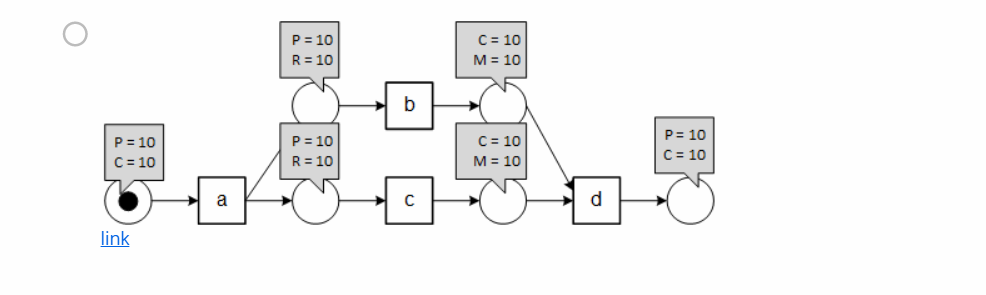 P = 10
R = 10
C = 10
M = 10
b
P = 10
C = 10
P = 10
R = 10
C = 10
M = 10
P = 10
C = 10
a
c
d
link